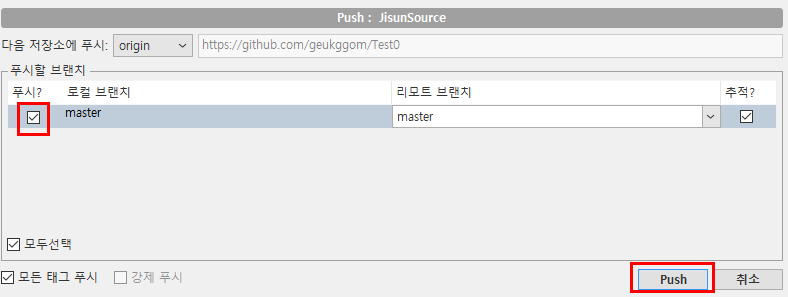 Push : JisunSource
다음 저장소에 푸시: origin https://github.com/geukggom/Test0
푸시할 브랜치
푸시? 로컬 브랜치 리모트 브랜치 추적?
master master
모두선택
모든 태그 푸시 강제 푸시 Push 취소